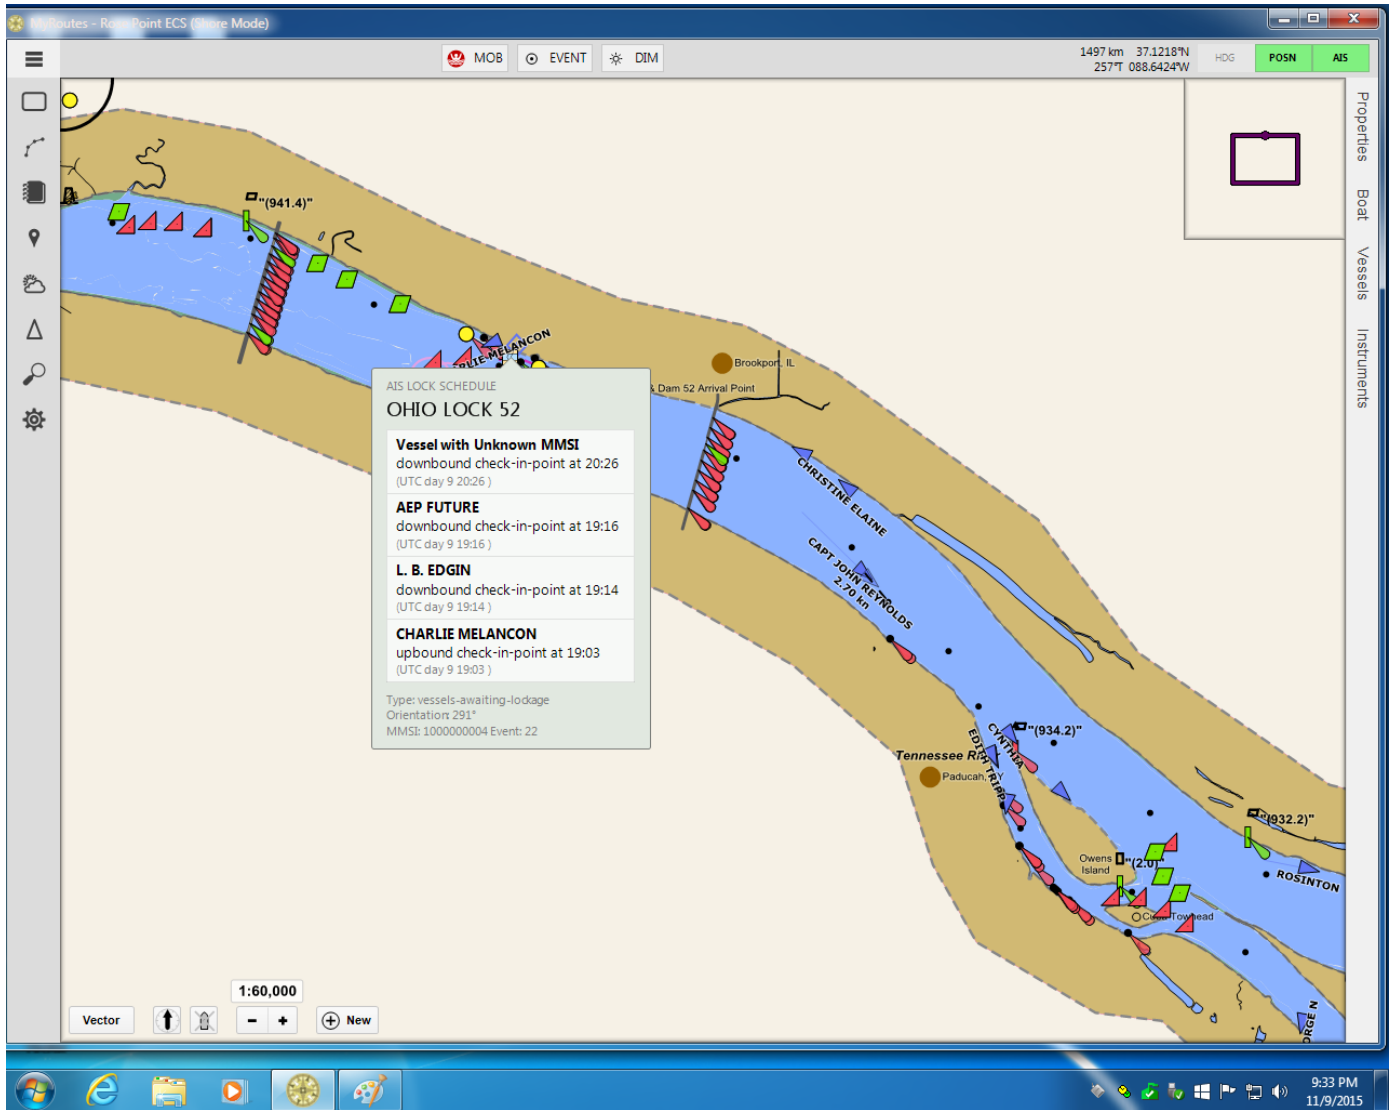 MyRoutes - Rose Point ECS (Shore Mode)
MOB
EVENT
DIM
1497 km 37.1218°N
257°T 088.6424°W
HDG
POSN
AIS
Properties
Boat
Vessels
Instruments
"(941.4)"
RLIE MELANCON
Brookport, IL
& Dam 52 Arrival Point
AIS LOCK SCHEDULE
OHIO LOCK 52
Vessel with Unknown MMSI
downbound check-in-point at 20:26
(UTC day 9 20:26 )
AEP FUTURE
downbound check-in-point at 19:16
(UTC day 9 19:16 )
L. B. EDGIN
downbound check-in-point at 19:14
(UTC day 9 19:14 )
CHARLIE MELANCON
upbound check-in-point at 19:03
(UTC day 9 19:03 )
Type: vessels-awaiting-lockage
Orientation: 291°
MMSI: 1000000004 Event: 22
CHRISTINE ELAINE
CAPT JOHN REYNOLDS
2.70 kn
"(934.2)"
CYNTHIA
EDITH TRIPP
Tennessee R
Paducah, KY
"(932.2)"
Owens
Island
"(2.0)"
ROSINTON
Towhead
ORGE N
1:60,000
Vector
- +
New
9:33 PM
11/9/2015